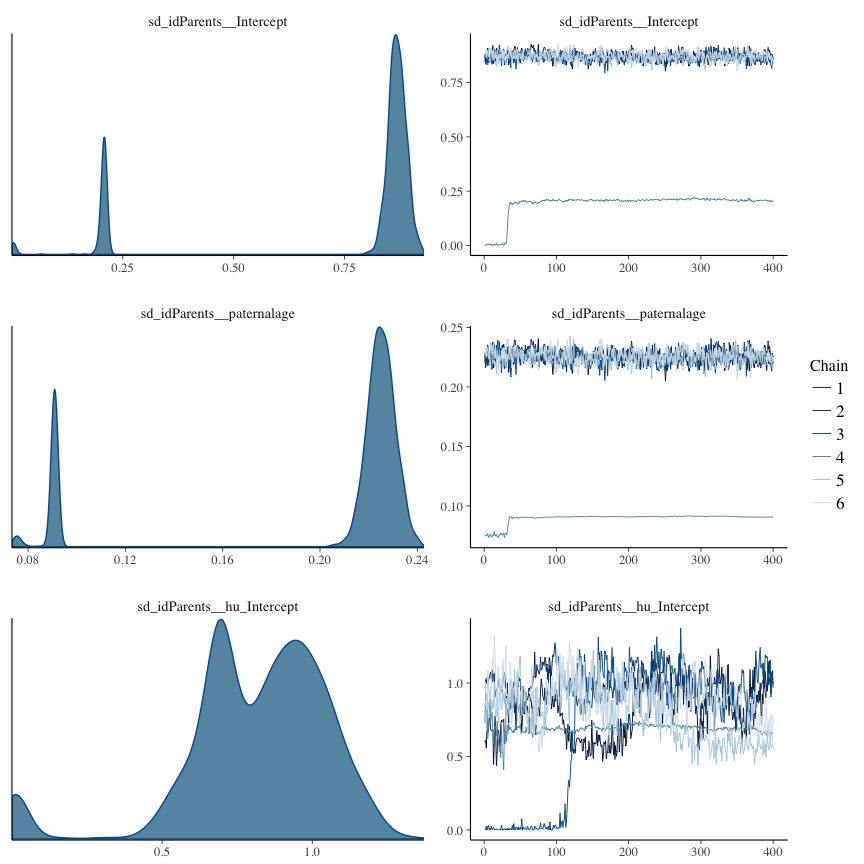 sd_idParents__Intercept
0.25 0.50 0.75
sd_idParents__Intercept
0.75
0.50
0.25
0.00
0 100 200 300 400
sd_idParents__paternalage
0.08 0.12 0.16 0.20 0.24
sd_idParents__paternalage
0.25
0.20
0.15
0.10
0 100 200 300 400
sd_idParents__hu_Intercept
0.5 1.0
sd_idParents__hu_Intercept
1.0
0.5
0.0
0 100 200 300 400
Chain
1
2
3
4
5
6